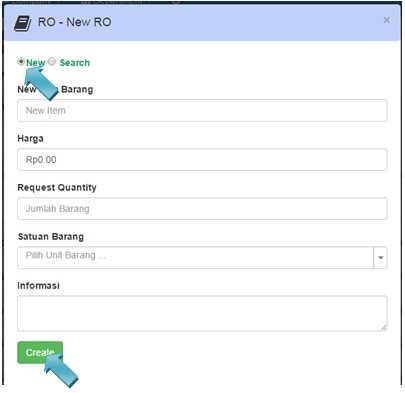 RO - New RO
×
New Search
New Barang
New Item
Harga
Rp0.00
Request Quantity
Jumlah Barang
Satuan Barang
Pilih Unit Barang ...
Informasi
Create